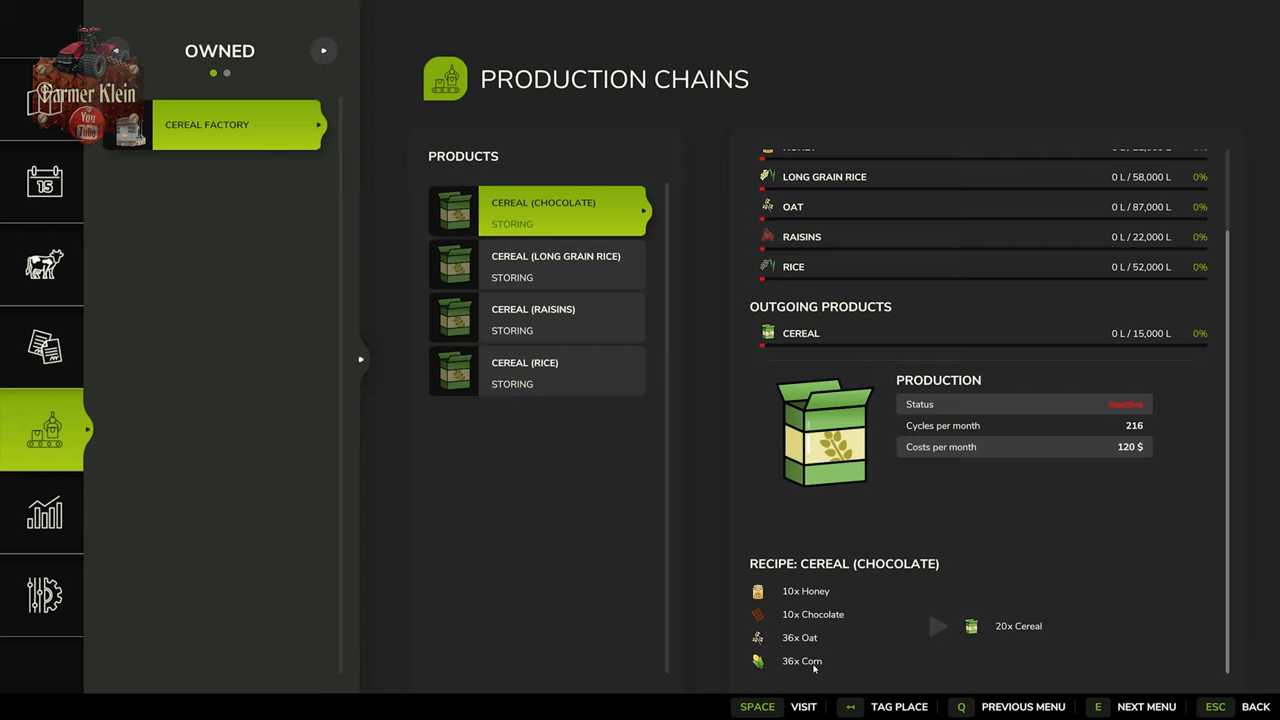 OWNED
Farmer Klein
You
Tube
CEREAL FACTORY
15
PRODUCTION CHAINS
PRODUCTS
CEREAL (CHOCOLATE)
STORING
CEREAL (LONG GRAIN RICE)
STORING
CEREAL (RAISINS)
STORING
CEREAL (RICE)
STORING
LONG GRAIN RICE 0 L / 58,000 L 0%
OAT 0 L / 87,000 L 0%
RAISINS 0 L / 22,000 L 0%
RICE 0 L / 52,000 L 0%
OUTGOING PRODUCTS
CEREAL 0 L / 15,000 L 0%
PRODUCTION
Status Inactive
Cycles per month 216
Costs per month 120 $
RECIPE: CEREAL (CHOCOLATE)
10x Honey
10x Chocolate
36x Oat
36x Corn
20x Cereal
SPACE VISIT
TAG PLACE
Q PREVIOUS MENU
E NEXT MENU
ESC BACK